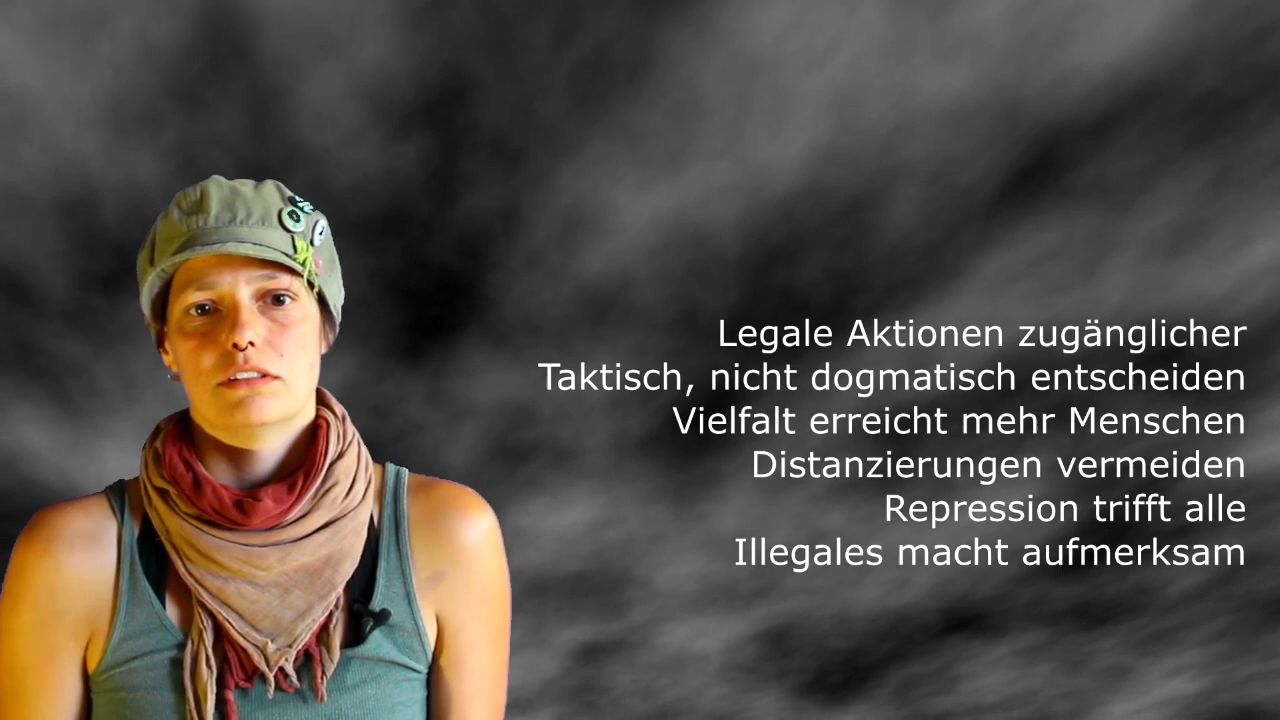 Legale Aktionen zugänglicher
Taktisch, nicht dogmatisch entscheiden
Vielfalt erreicht mehr Menschen
Distanzierungen vermeiden
Repression trifft alle
Illegales macht aufmerksam